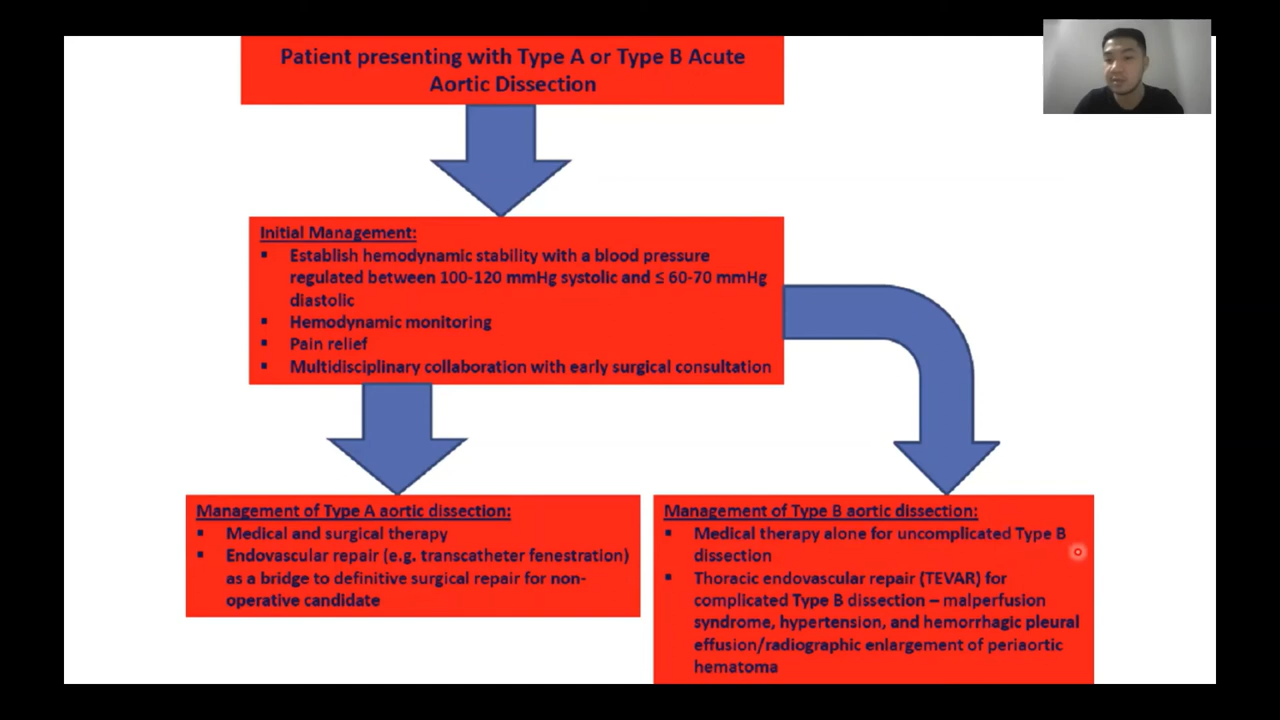 Patient presenting with Type A or Type B Acute
Aortic Dissection
Initial Management:
▪ Establish hemodynamic stability with a blood pressure
regulated between 100-120 mmHg systolic and ≤ 60-70 mmHg
diastolic
▪ Hemodynamic monitoring
▪ Pain relief
▪ Multidisciplinary collaboration with early surgical consultation
Management of Type A aortic dissection:
▪ Medical and surgical therapy
▪ Endovascular repair (e.g. transcatheter fenestration)
as a bridge to definitive surgical repair for non-
operative candidate
Management of Type B aortic dissection:
▪ Medical therapy alone for uncomplicated Type B
dissection
▪ Thoracic endovascular repair (TEVAR) for
complicated Type B dissection – malperfusion
syndrome, hypertension, and hemorrhagic pleural
effusion/radiographic enlargement of periaortic
hematoma